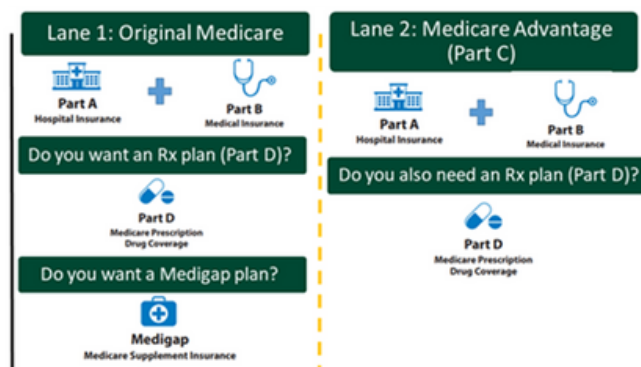 Lane 1: Original Medicare
Part A
Hospital Insurance
Part B
Medical Insurance
Do you want an Rx plan (Part D)?
Part D
Medicare Prescription
Drug Coverage
Do you want a Medigap plan?
Medigap
Medicare Supplement Insurance
Lane 2: Medicare Advantage
(Part C)
Part A
Hospital Insurance
Part B
Medical Insurance
Do you also need an Rx plan (Part D)?
Part D
Medicare Prescription
Drug Coverage